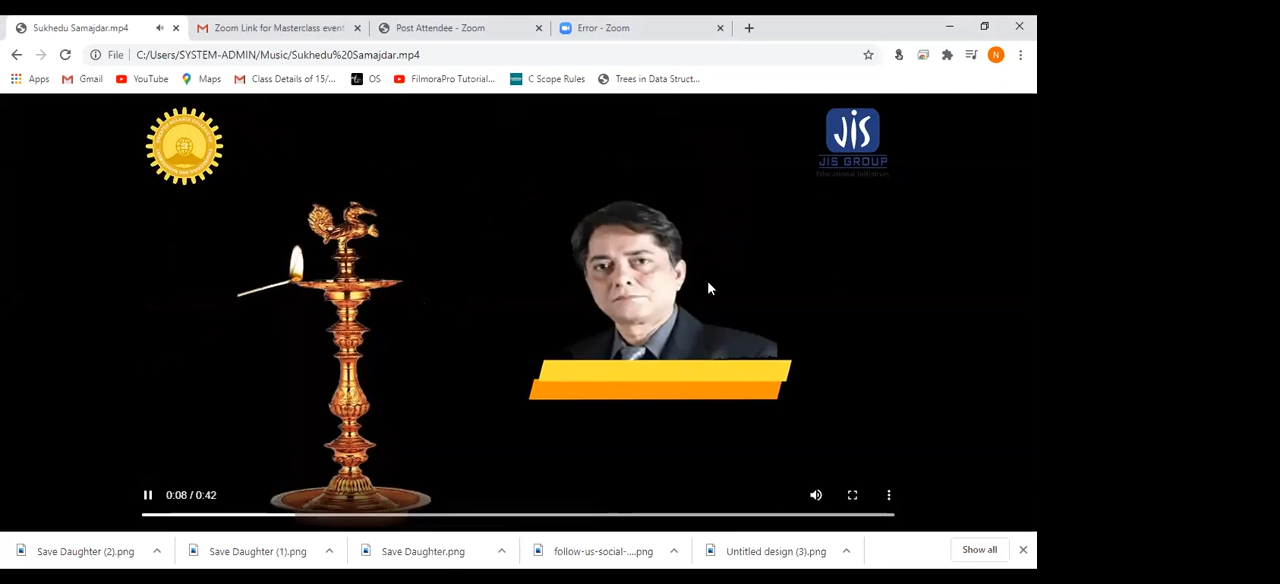 Sukhedu Samajdar.mp4
Zoom Link for Masterclass event
Post Attendee - Zoom
Error - Zoom
File C:/Users/SYSTEM-ADMIN/Music/Sukhedu%20Samajdar.mp4
N
Apps
Gmail
YouTube
Maps
Class Details of 15/...
OS
FilmoraPro Tutorial...
C Scope Rules
Trees in Data Struct...
JIS
JIS GROUP
Educational Initiatives
0:08 / 0:42
Save Daughter (2).png
Save Daughter (1).png
Save Daughter.png
follow-us-social-....png
Untitled design (3).png
Show all